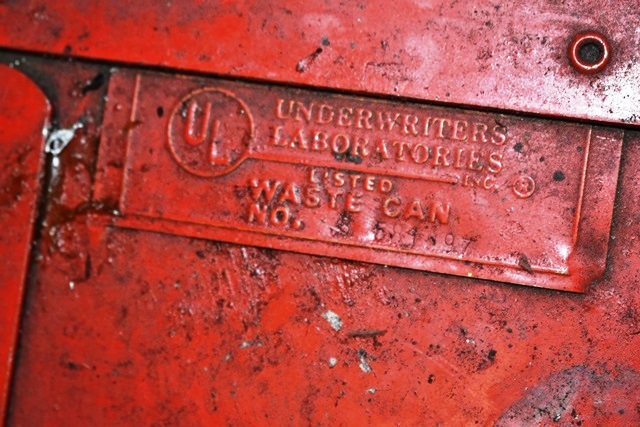 UL
UNDERWRITERS
LABORATORIES
INC. ®
LISTED
WASTE CAN
NO.